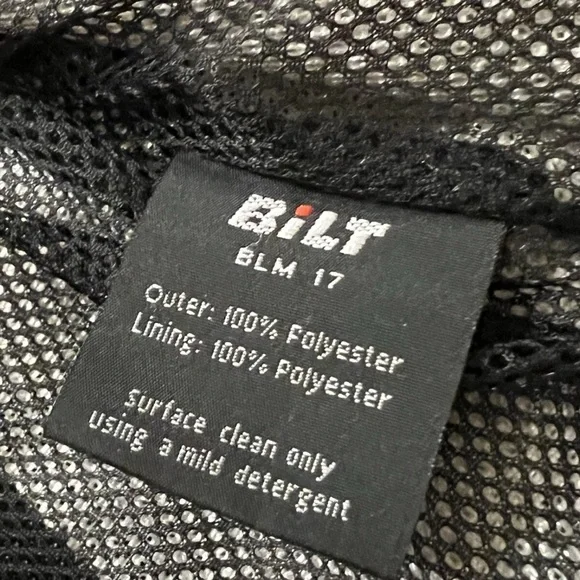 BiLT
BLM 17
Outer: 100% Polyester
Lining: 100% Polyester
surface clean only
using a mild detergent